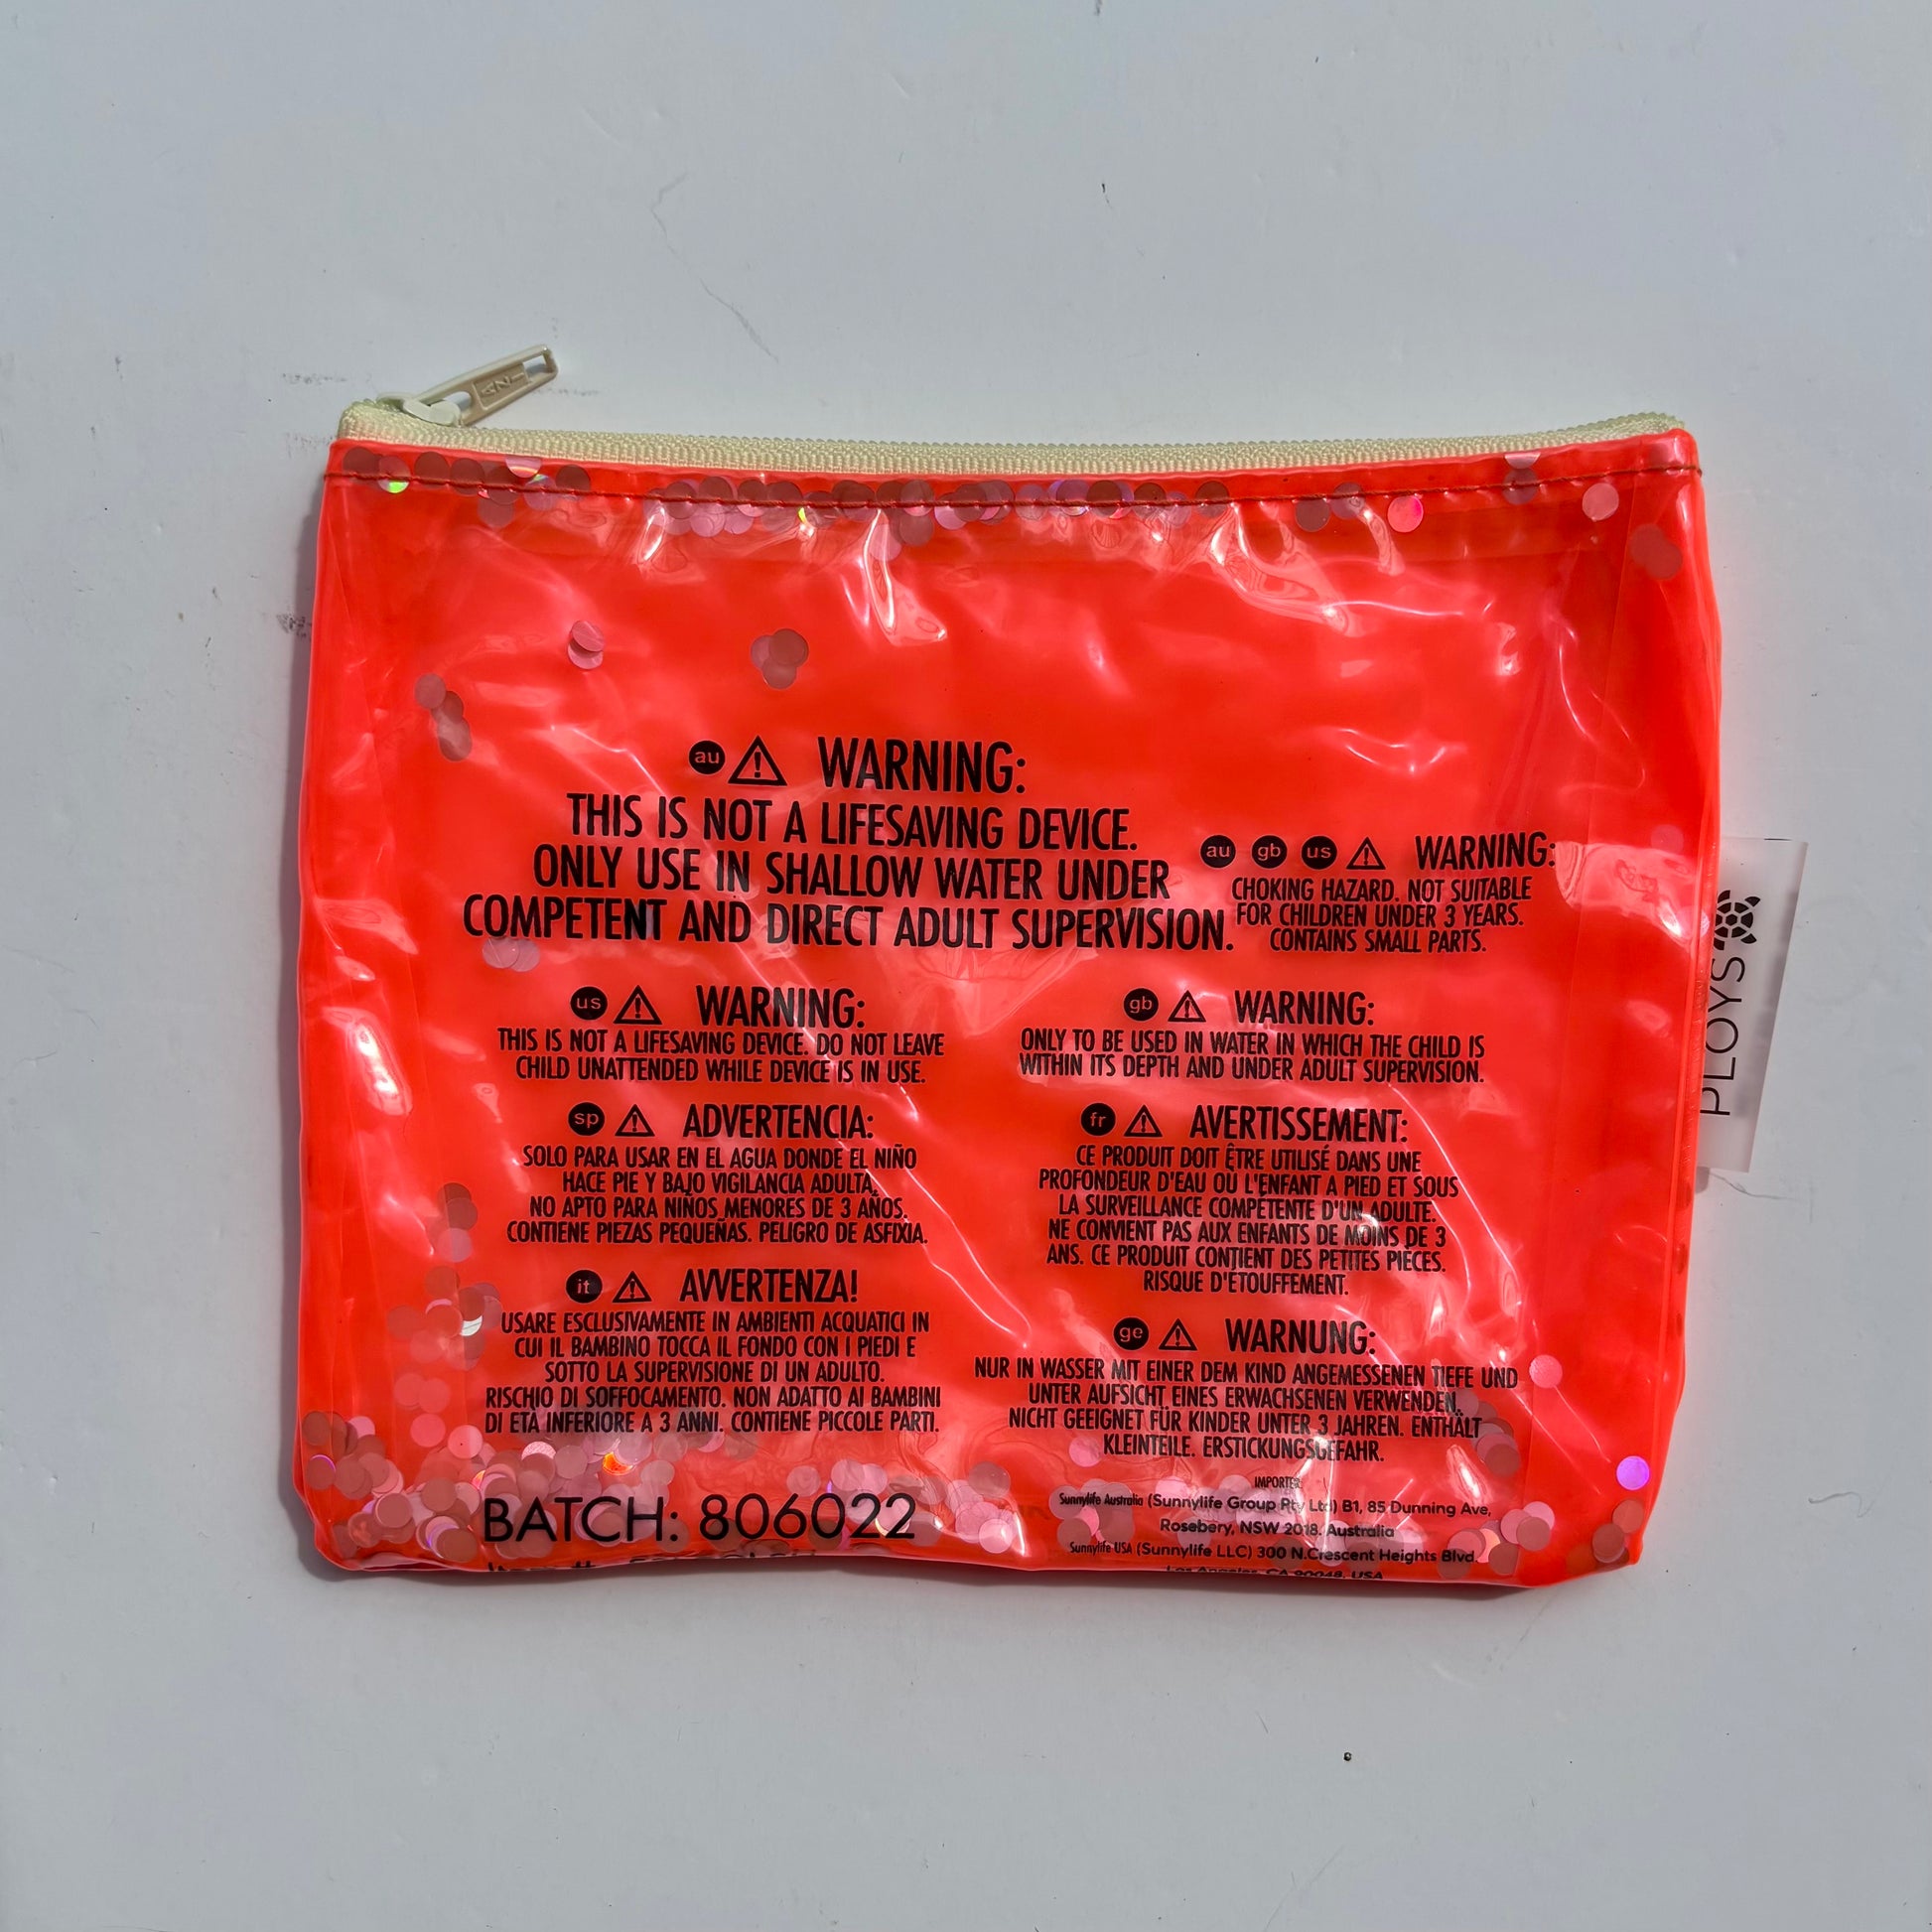 au WARNING:
THIS IS NOT A LIFESAVING DEVICE.
ONLY USE IN SHALLOW WATER UNDER
COMPETENT AND DIRECT ADULT SUPERVISION.
au gb us WARNING:
CHOKING HAZARD. NOT SUITABLE
FOR CHILDREN UNDER 3 YEARS.
CONTAINS SMALL PARTS.
us WARNING:
THIS IS NOT A LIFESAVING DEVICE. DO NOT LEAVE
CHILD UNATTENDED WHILE DEVICE IS IN USE.
gb WARNING:
ONLY TO BE USED IN WATER IN WHICH THE CHILD IS
WITHIN ITS DEPTH AND UNDER ADULT SUPERVISION.
sp ADVERTENCIA:
SOLO PARA USAR EN EL AGUA DONDE EL NIÑO
HACE PIE Y BAJO VIGILANCIA ADULTA,
NO APTO PARA NIÑOS MENORES DE 3 AÑOS.
CONTIENE PIEZAS PEQUEÑAS. PELIGRO DE ASFIXIA.
fr AVERTISSEMENT:
CE PRODUIT DOIT ÊTRE UTILISÉ DANS UNE
PROFONDEUR D'EAU OU L'ENFANT A PIED ET SOUS
LA SURVEILLANCE COMPÉTENTE D'UN ADULTE.
NE CONVIENT PAS AUX ENFANTS DE MOINS DE 3
ANS. CE PRODUIT CONTIENT DES PETITES PIÈCES.
RISQUE D'ÉTOUFFEMENT.
it AVVERTENZA!
USARE ESCLUSIVAMENTE IN AMBIENTI ACQUATICI IN
CUI IL BAMBINO TOCCA IL FONDO CON I PIEDI E
SOTTO LA SUPERVISIONE DI UN ADULTO.
RISCHIO DI SOFFOCAMENTO. NON ADATTO AI BAMBINI
DI ETÀ INFERIORE A 3 ANNI. CONTIENE PICCOLE PARTI.
ge WARNUNG:
NUR IN WASSER MIT EINER DEM KIND ANGEMESSENEN TIEFE UND
UNTER AUFSICHT EINES ERWACHSENEN VERWENDEN.
NICHT GEEIGNET FÜR KINDER UNTER 3 JAHREN. ENTHÄLT
KLEINTEILE. ERSTICKUNGSGEFAHR.
BATCH: 806022
IMPORTER:
Sunnylife Australia (Sunnylife Group Pty Ltd) B1, 85 Dunning Ave,
Rosebery, NSW 2018. Australia
Sunnylife USA (Sunnylife LLC) 300 N.Crescent Heights Blvd.
Los Angeles, CA 90048, USA
PLOYS